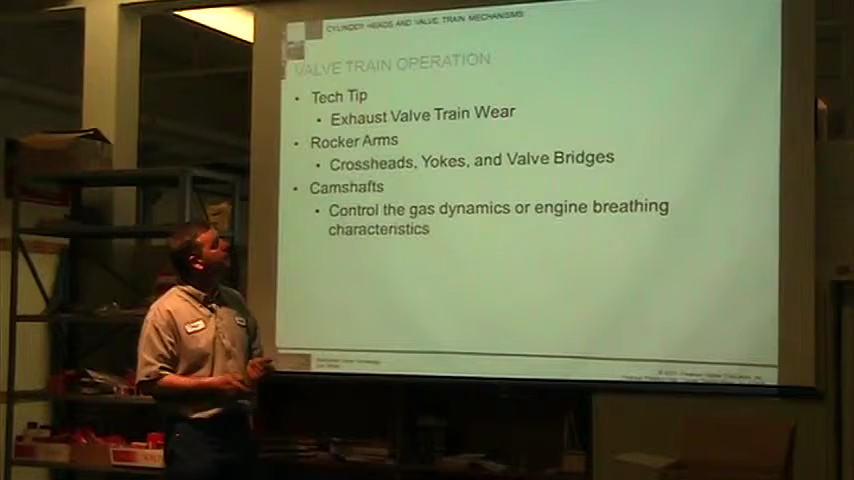 CYLINDER HEADS AND VALVE TRAIN MECHANISMS
VALVE TRAIN OPERATION
• Tech Tip
• Exhaust Valve Train Wear
• Rocker Arms
• Crossheads, Yokes, and Valve Bridges
• Camshafts
• Control the gas dynamics or engine breathing
characteristics